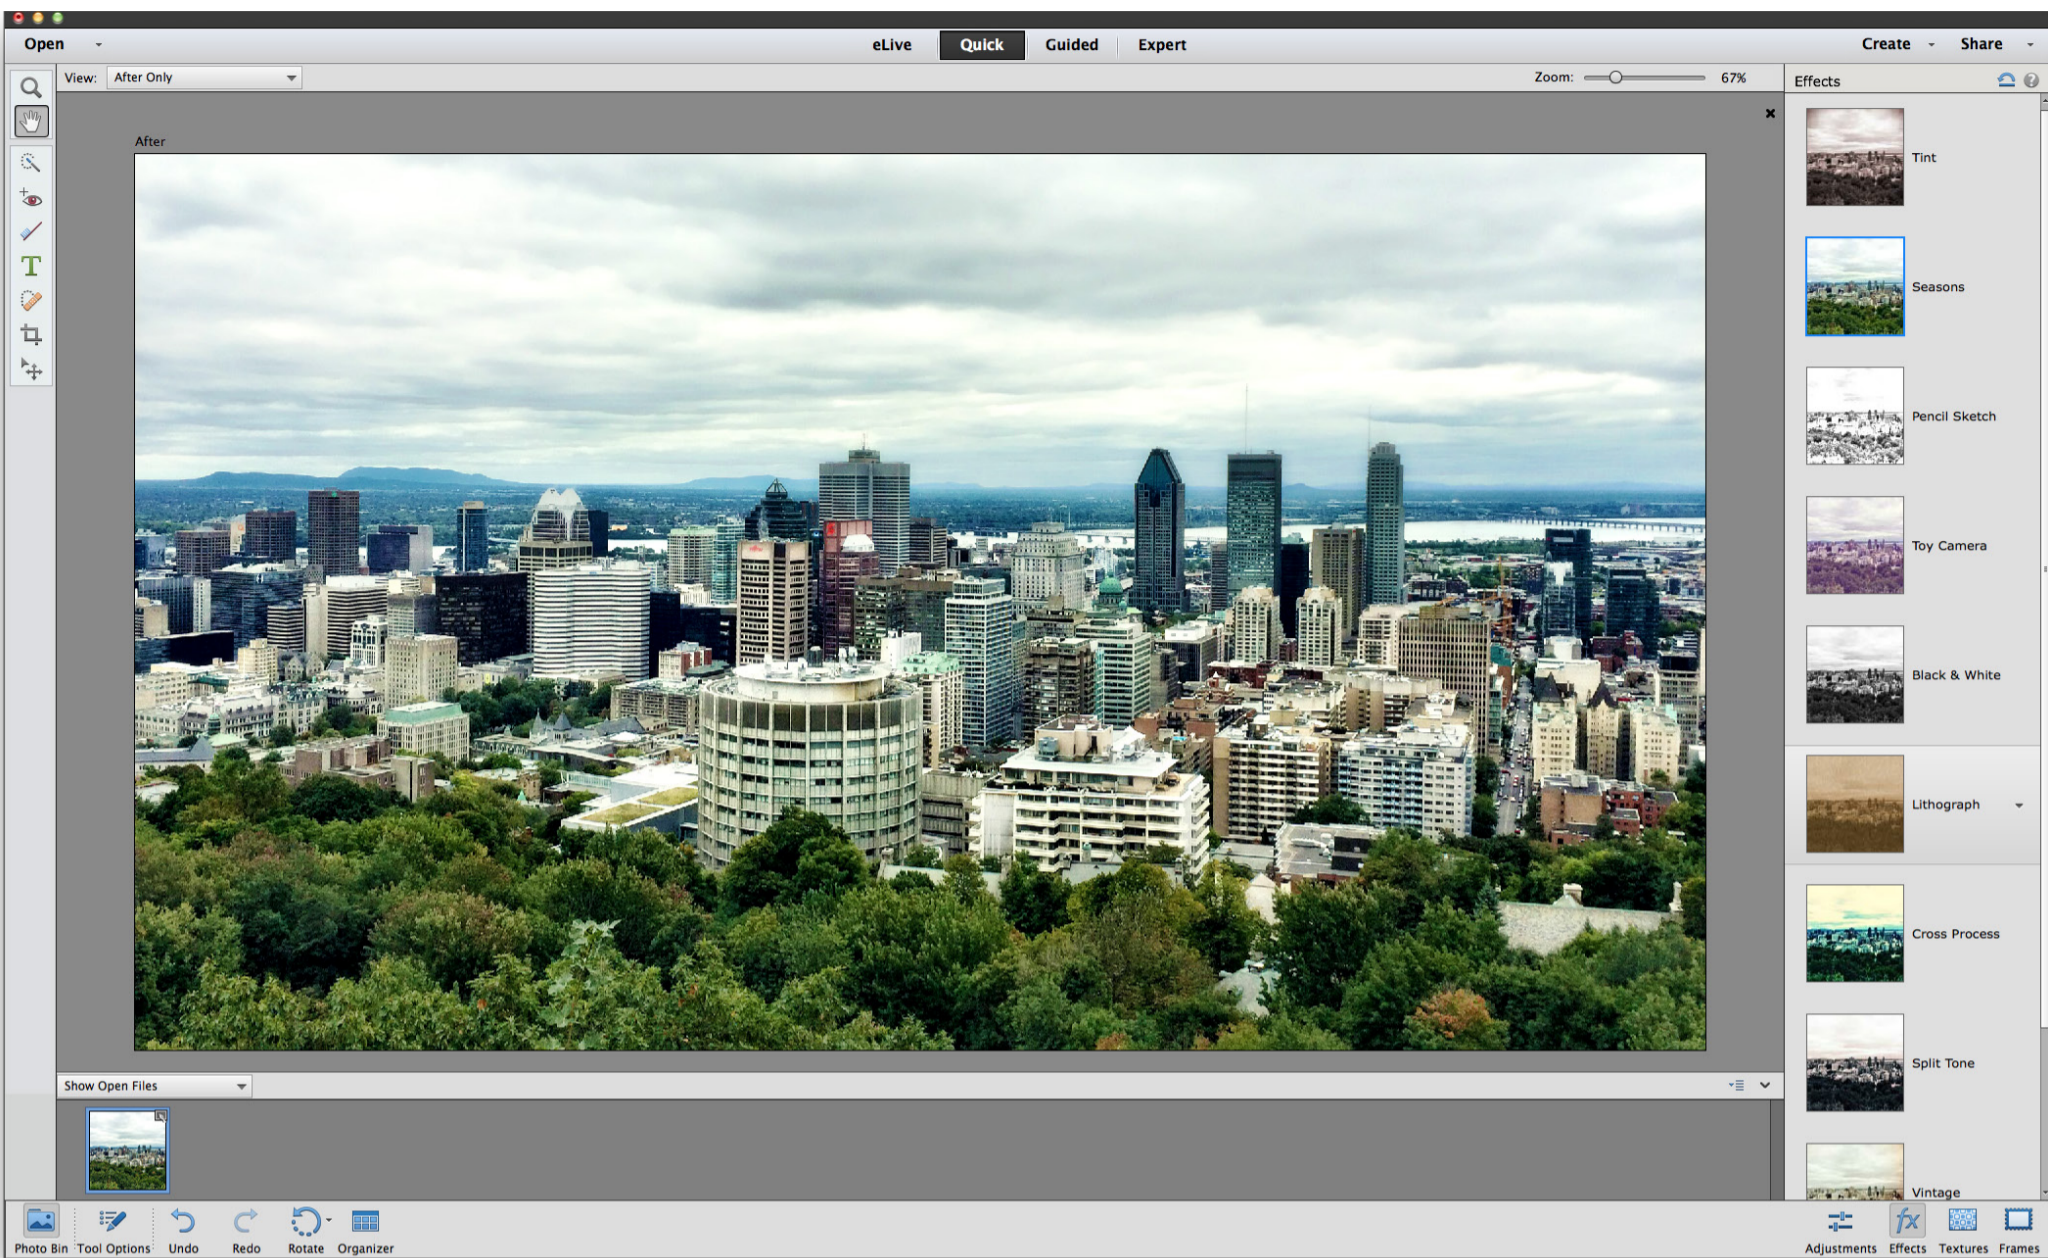 Open
eLive
Quick
Guided
Expert
Create
Share
View:
After Only
Zoom:
67%
Effects
After
Tint
Seasons
Pencil Sketch
Toy Camera
Black & White
Lithograph
Cross Process
Split Tone
Vintage
Show Open Files
Photo Bin
Tool Options
Undo
Redo
Rotate
Organizer
Adjustments
Effects
Textures
Frames